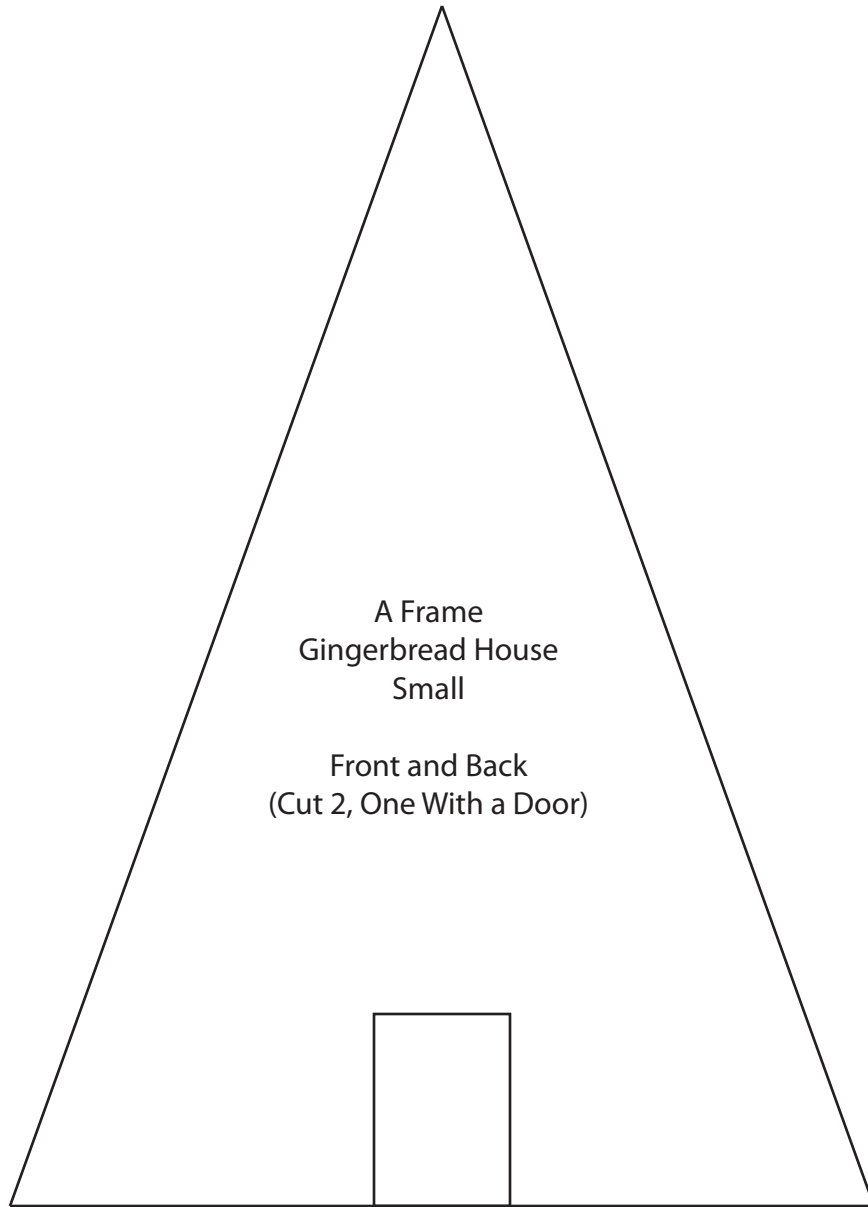 A Frame
Gingerbread House
Small
Front and Back
(Cut 2, One With a Door)